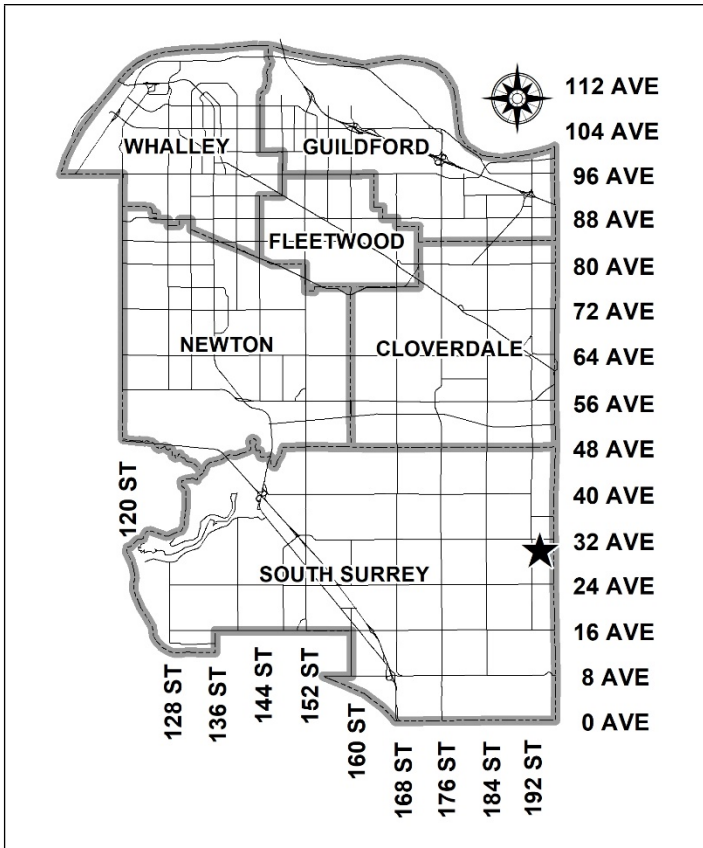 112 AVE
104 AVE
WHALLEY
GUILDFORD
96 AVE
88 AVE
FLEETWOOD
80 AVE
72 AVE
NEWTON
CLOVERDALE
64 AVE
56 AVE
48 AVE
120 ST
40 AVE
32 AVE
SOUTH SURREY
24 AVE
16 AVE
8 AVE
128 ST
136 ST
144 ST
152 ST
160 ST
0 AVE
168 ST
176 ST
184 ST
192 ST